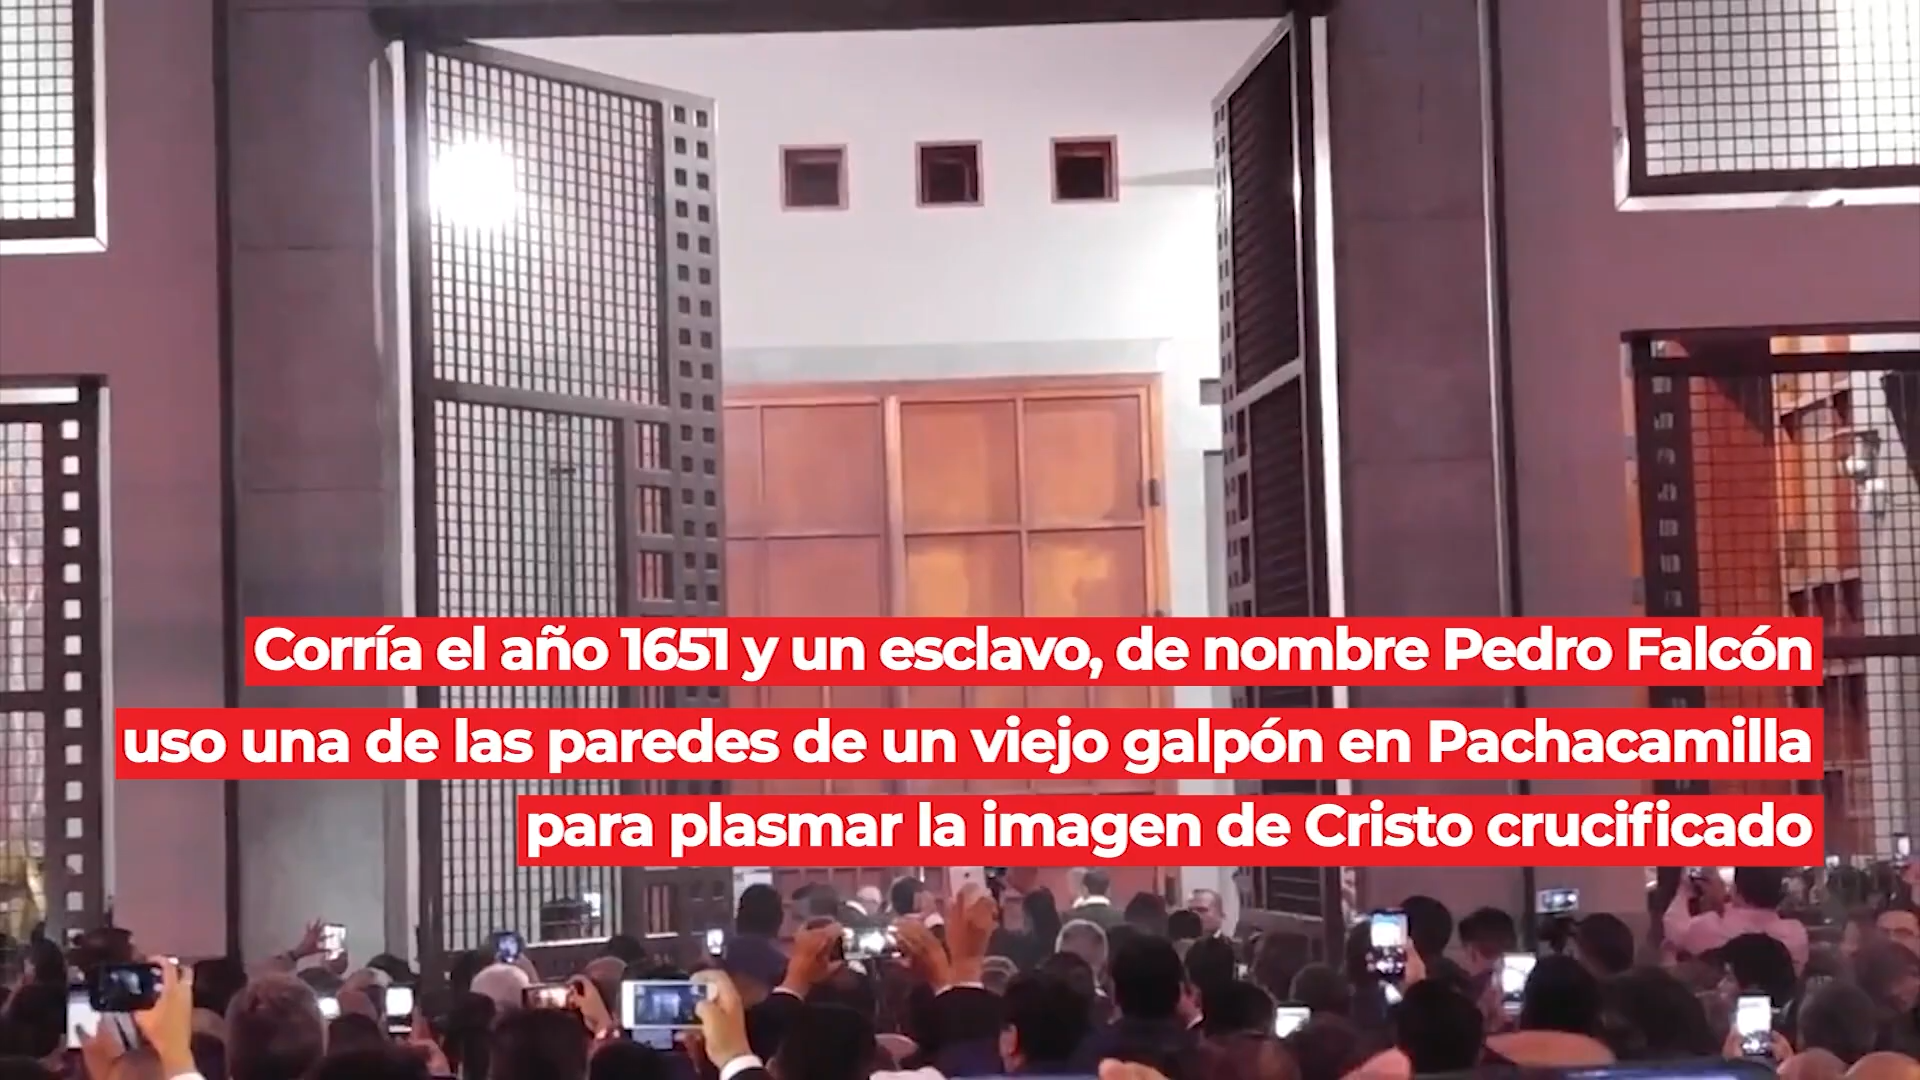 Corría el año 1651 y un esclavo, de nombre Pedro Falcón
uso una de las paredes de un viejo galpón en Pachacamilla
para plasmar la imagen de Cristo crucificado